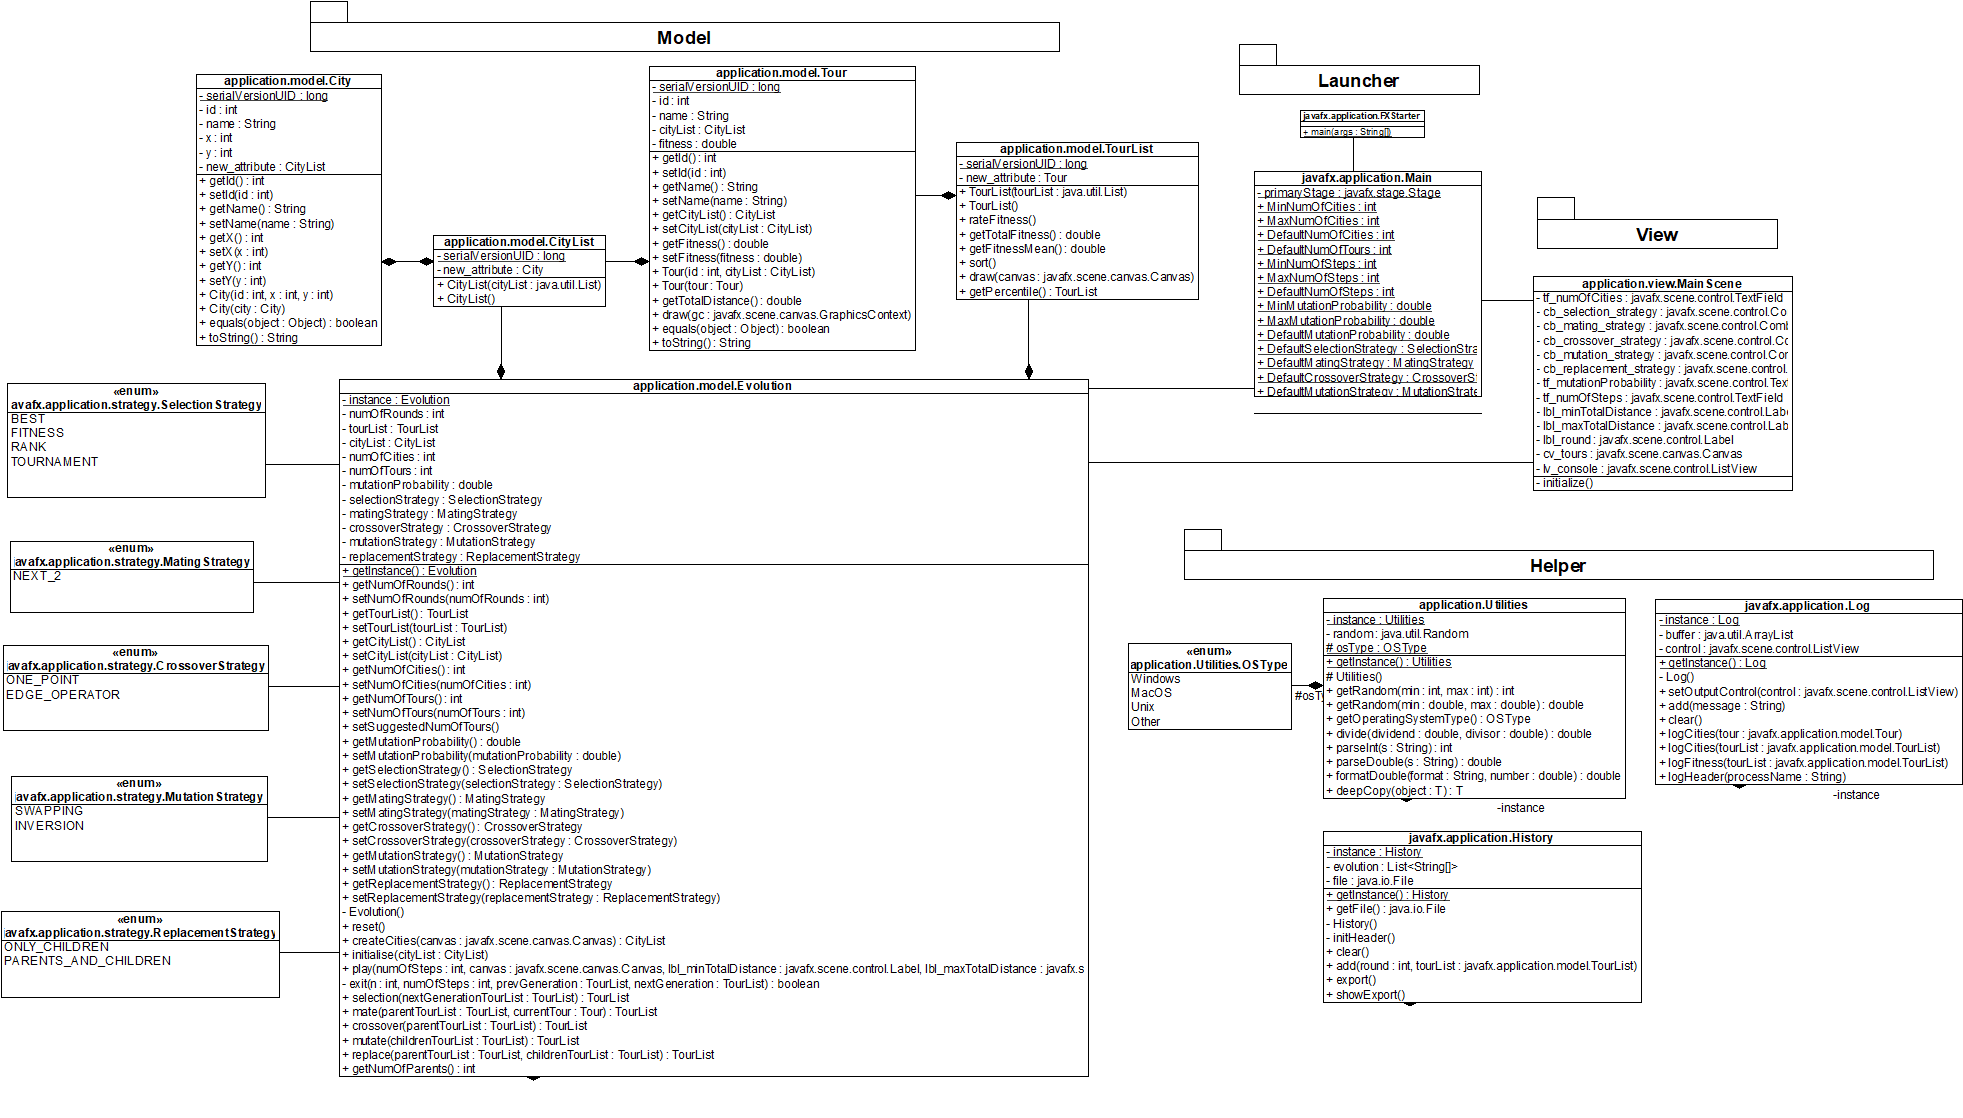 Model
application.model.City
- serialVersionUID : long
- id : int
- name : String
- x : int
- y : int
- new_attribute : CityList
+ getId() : int
+ setId(id : int)
+ getName() : String
+ setName(name : String)
+ getX() : int
+ setX(x : int)
+ getY() : int
+ setY(y : int)
+ City(id : int, x : int, y : int)
+ City(city : City)
+ equals(object : Object) : boolean
+ toString() : String
application.model.CityList
- serialVersionUID : long
- new_attribute : City
+ CityList(cityList : java.util.List)
+ CityList()
application.model.Tour
- serialVersionUID : long
- id : int
- name : String
- cityList : CityList
- fitness : double
+ getId() : int
+ setId(id : int)
+ getName() : String
+ setName(name : String)
+ getCityList() : CityList
+ setCityList(cityList : CityList)
+ getFitness() : double
+ setFitness(fitness : double)
+ Tour(id : int, cityList : CityList)
+ Tour(tour : Tour)
+ getTotalDistance() : double
+ draw(gc : javafx.scene.canvas.GraphicsContext)
+ equals(object : Object) : boolean
+ toString() : String
application.model.TourList
- serialVersionUID : long
- new_attribute : Tour
+ TourList(tourList : java.util.List)
+ TourList()
+ rateFitness()
+ getTotalFitness() : double
+ getFitnessMean() : double
+ sort()
+ draw(canvas : javafx.scene.canvas.Canvas)
+ getPercentile() : TourList
Launcher
javafx.application.FXStarter
+ main(args : String[])
javafx.application.Main
- primaryStage : javafx.stage.Stage
+ MinNumOfCities : int
+ MaxNumOfCities : int
+ DefaultNumOfCities : int
+ DefaultNumOfTours : int
+ MinNumOfSteps : int
+ MaxNumOfSteps : int
+ DefaultNumOfSteps : int
+ MinMutationProbability : double
+ MaxMutationProbability : double
+ DefaultMutationProbability : double
+ DefaultSelectionStrategy : SelectionStra
+ DefaultMatingStrategy : MatingStrategy
+ DefaultCrossoverStrategy : CrossoverSt
+ DefaultMutationStrategy : MutationStrate
View
application.view.MainScene
- tf_numOfCities : javafx.scene.control.TextField
- cb_selection_strategy : javafx.scene.control.Co
- cb_mating_strategy : javafx.scene.control.Comb
- cb_crossover_strategy : javafx.scene.control.Co
- cb_mutation_strategy : javafx.scene.control.Com
- cb_replacement_strategy : javafx.scene.control.
- tf_mutationProbability : javafx.scene.control.Text
- tf_numOfSteps : javafx.scene.control.TextField
- lbl_minTotalDistance : javafx.scene.control.Labe
- lbl_maxTotalDistance : javafx.scene.control.Lab
- lbl_round : javafx.scene.control.Label
- cv_tours : javafx.scene.canvas.Canvas
- lv_console : javafx.scene.control.ListView
- initialize()
«enum»
avafx.application.strategy.SelectionStrategy
BEST
FITNESS
RANK
TOURNAMENT
«enum»
javafx.application.strategy.MatingStrategy
NEXT_2
«enum»
javafx.application.strategy.CrossoverStrategy
ONE_POINT
EDGE_OPERATOR
«enum»
javafx.application.strategy.MutationStrategy
SWAPPING
INVERSION
«enum»
javafx.application.strategy.ReplacementStrategy
ONLY_CHILDREN
PARENTS_AND_CHILDREN
application.model.Evolution
- instance : Evolution
- numOfRounds : int
- tourList : TourList
- cityList : CityList
- numOfCities : int
- numOfTours : int
- mutationProbability : double
- selectionStrategy : SelectionStrategy
- matingStrategy : MatingStrategy
- crossoverStrategy : CrossoverStrategy
- mutationStrategy : MutationStrategy
- replacementStrategy : ReplacementStrategy
+ getInstance() : Evolution
+ getNumOfRounds() : int
+ setNumOfRounds(numOfRounds : int)
+ getTourList() : TourList
+ setTourList(tourList : TourList)
+ getCityList() : CityList
+ setCityList(cityList : CityList)
+ getNumOfCities() : int
+ setNumOfCities(numOfCities : int)
+ getNumOfTours() : int
+ setNumOfTours(numOfTours : int)
+ setSuggestedNumOfTours()
+ getMutationProbability() : double
+ setMutationProbability(mutationProbability : double)
+ getSelectionStrategy() : SelectionStrategy
+ setSelectionStrategy(selectionStrategy : SelectionStrategy)
+ getMatingStrategy() : MatingStrategy
+ setMatingStrategy(matingStrategy : MatingStrategy)
+ getCrossoverStrategy() : CrossoverStrategy
+ setCrossoverStrategy(crossoverStrategy : CrossoverStrategy)
+ getMutationStrategy() : MutationStrategy
+ setMutationStrategy(mutationStrategy : MutationStrategy)
+ getReplacementStrategy() : ReplacementStrategy
+ setReplacementStrategy(replacementStrategy : ReplacementStrategy)
- Evolution()
+ reset()
+ createCities(canvas : javafx.scene.canvas.Canvas) : CityList
+ initialise(cityList : CityList)
+ play(numOfSteps : int, canvas : javafx.scene.canvas.Canvas, lbl_minTotalDistance : javafx.scene.control.Label, lbl_maxTotalDistance : javafx.s
- exit(n : int, numOfSteps : int, prevGeneration : TourList, nextGeneration : TourList) : boolean
+ selection(nextGenerationTourList : TourList) : TourList
+ mate(parentTourList : TourList, currentTour : Tour) : TourList
+ crossover(parentTourList : TourList) : TourList
+ mutate(childrenTourList : TourList) : TourList
+ replace(parentTourList : TourList, childrenTourList : TourList) : TourList
+ getNumOfParents() : int
Helper
«enum»
application.Utilities.OSType
Windows
MacOS
Unix
Other
#osTy
application.Utilities
- instance : Utilities
- random : java.util.Random
# osType : OSType
+ getInstance() : Utilities
# Utilities()
+ getRandom(min : int, max : int) : int
+ getRandom(min : double, max : double) : double
+ getOperatingSystemType() : OSType
+ divide(dividend : double, divisor : double) : double
+ parseInt(s : String) : int
+ parseDouble(s : String) : double
+ formatDouble(format : String, number : double) : double
+ deepCopy(object : T) : T
-instance
javafx.application.Log
- instance : Log
- buffer : java.util.ArrayList
- control : javafx.scene.control.ListView
+ getInstance() : Log
- Log()
+ setOutputControl(control : javafx.scene.control.ListView)
+ add(message : String)
+ clear()
+ logCities(tour : javafx.application.model.Tour)
+ logCities(tourList : javafx.application.model.TourList)
+ logFitness(tourList : javafx.application.model.TourList)
+ logHeader(processName : String)
-instance
javafx.application.History
- instance : History
- evolution : List<String[]>
- file : java.io.File
+ getInstance() : History
+ getFile() : java.io.File
- History()
- initHeader()
+ clear()
+ add(round : int, tourList : javafx.application.model.TourList)
+ export()
+ showExport()